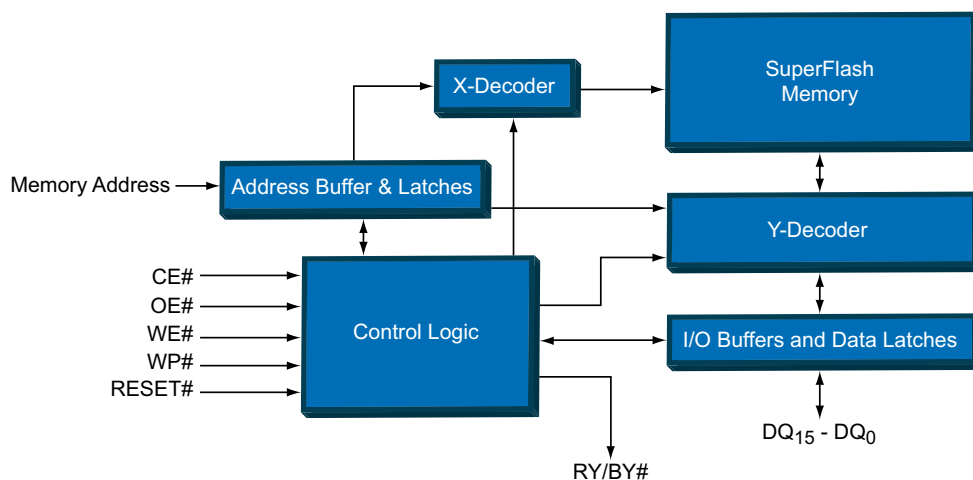 SuperFlash
Memory
X-Decoder
Memory Address
Address Buffer & Latches
Y-Decoder
CE#
OE#
WE#
WP#
RESET#
Control Logic
I/O Buffers and Data Latches
DQ15 - DQ0
RY/BY#